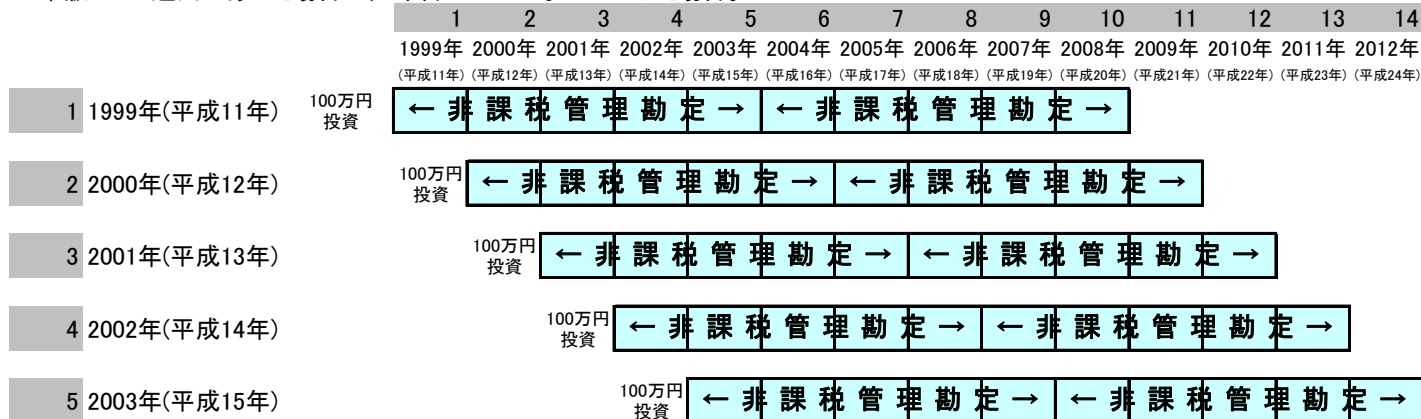 1 2 3 4 5 6 7 8 9 10 11 12 13 14
1999年 2000年 2001年 2002年 2003年 2004年 2005年 2006年 2007年 2008年 2009年 2010年 2011年 2012年
(平成11年) (平成12年) (平成13年) (平成14年) (平成15年) (平成16年) (平成17年) (平成18年) (平成19年) (平成20年) (平成21年) (平成22年) (平成23年) (平成24年)
1 1999年(平成11年) 100万円投資 ← 非課税管理勘定 → ← 非課税管理勘定 →
2 2000年(平成12年) 100万円投資 ← 非課税管理勘定 → ← 非課税管理勘定 →
3 2001年(平成13年) 100万円投資 ← 非課税管理勘定 → ← 非課税管理勘定 →
4 2002年(平成14年) 100万円投資 ← 非課税管理勘定 → ← 非課税管理勘定 →
5 2003年(平成15年) 100万円投資 ← 非課税管理勘定 → ← 非課税管理勘定 →